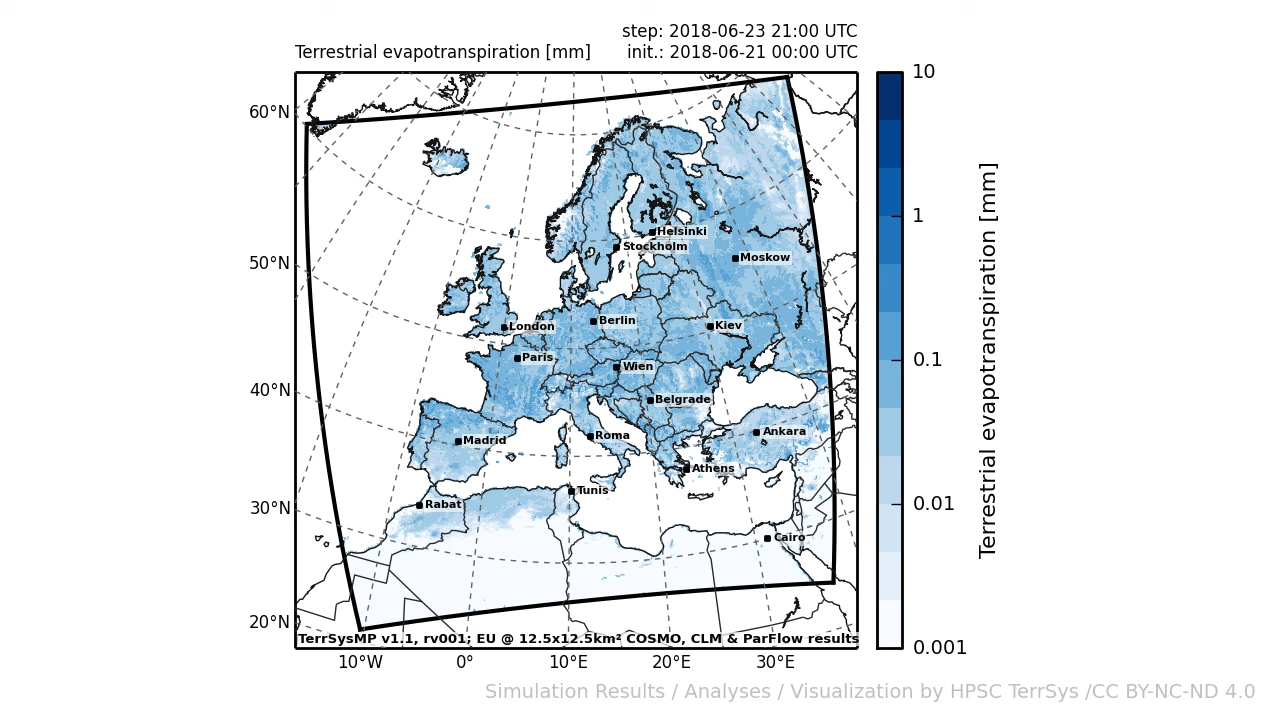 step: 2018-06-23 21:00 UTC
Terrestrial evapotranspiration [mm] init.: 2018-06-21 00:00 UTC
10
60°N
1
Helsinki
Stockholm
50°N
Moskow
London
Berlin
Kiev
Paris
0.1
Wien
40°N
Belgrade
Madrid
Roma
Ankara
Athens
Tunis
Rabat
0.01
30°N
Cairo
20°N
TerrSysMP v1.1, rv001; EU @ 12.5x12.5km² COSMO, CLM & ParFlow results
0.001
10°W 0° 10°E 20°E 30°E
Terrestrial evapotranspiration [mm]
Simulation Results / Analyses / Visualization by HPSC TerrSys /CC BY-NC-ND 4.0